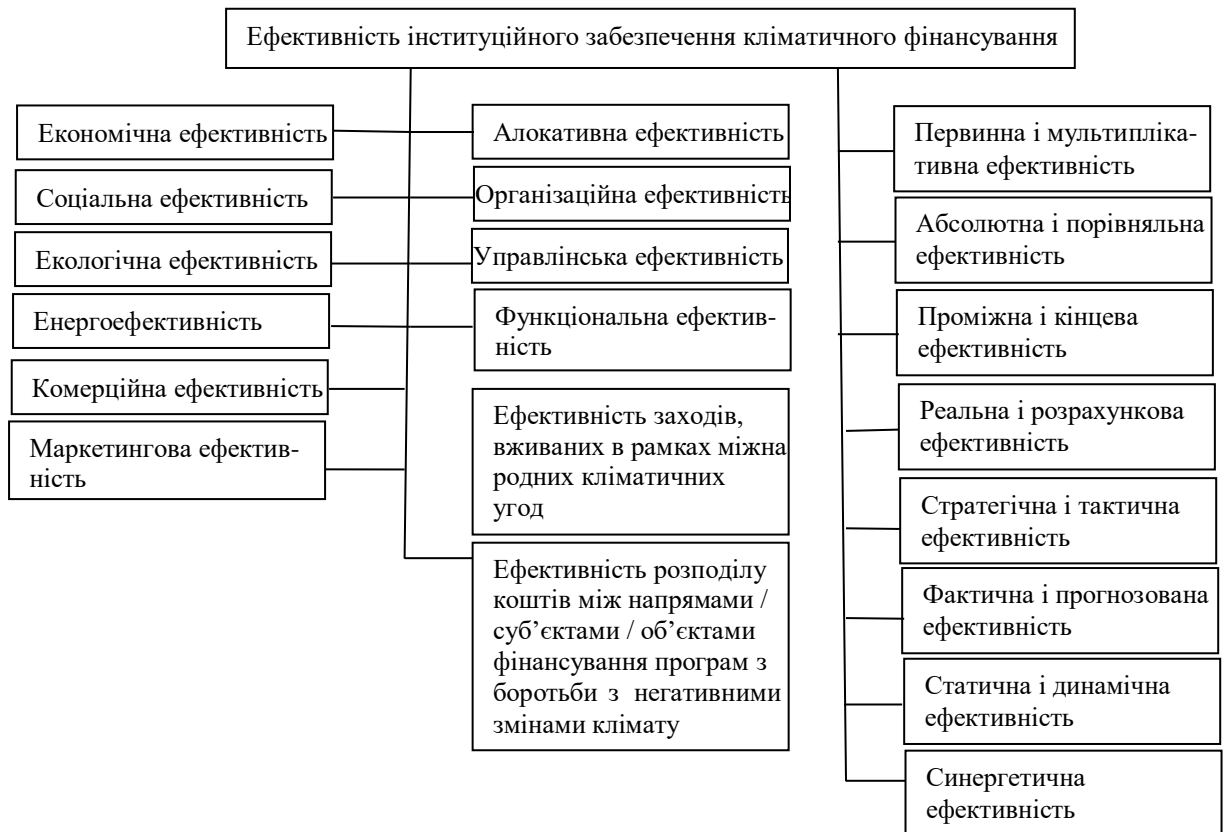 Ефективність інституційного забезпечення кліматичного фінансування
Економічна ефективність
Соціальна ефективність
Екологічна ефективність
Енергоефективність
Комерційна ефективність
Маркетингова ефектив-
ність
Алокативна ефективність
Організаційна ефективність
Управлінська ефективність
Функціональна ефектив-
ність
Ефективність заходів,
вживаних в рамках міжна
родних кліматичних
угод
Ефективність розподілу
коштів між напрямами /
суб’єктами / об’єктами
фінансування програм з
боротьби з негативними
змінами клімату
Первинна і мультипліка-
тивна ефективність
Абсолютна і порівняльна
ефективність
Проміжна і кінцева
ефективність
Реальна і розрахункова
ефективність
Стратегічна і тактична
ефективність
Фактична і прогнозована
ефективність
Статична і динамічна
ефективність
Синергетична
ефективність